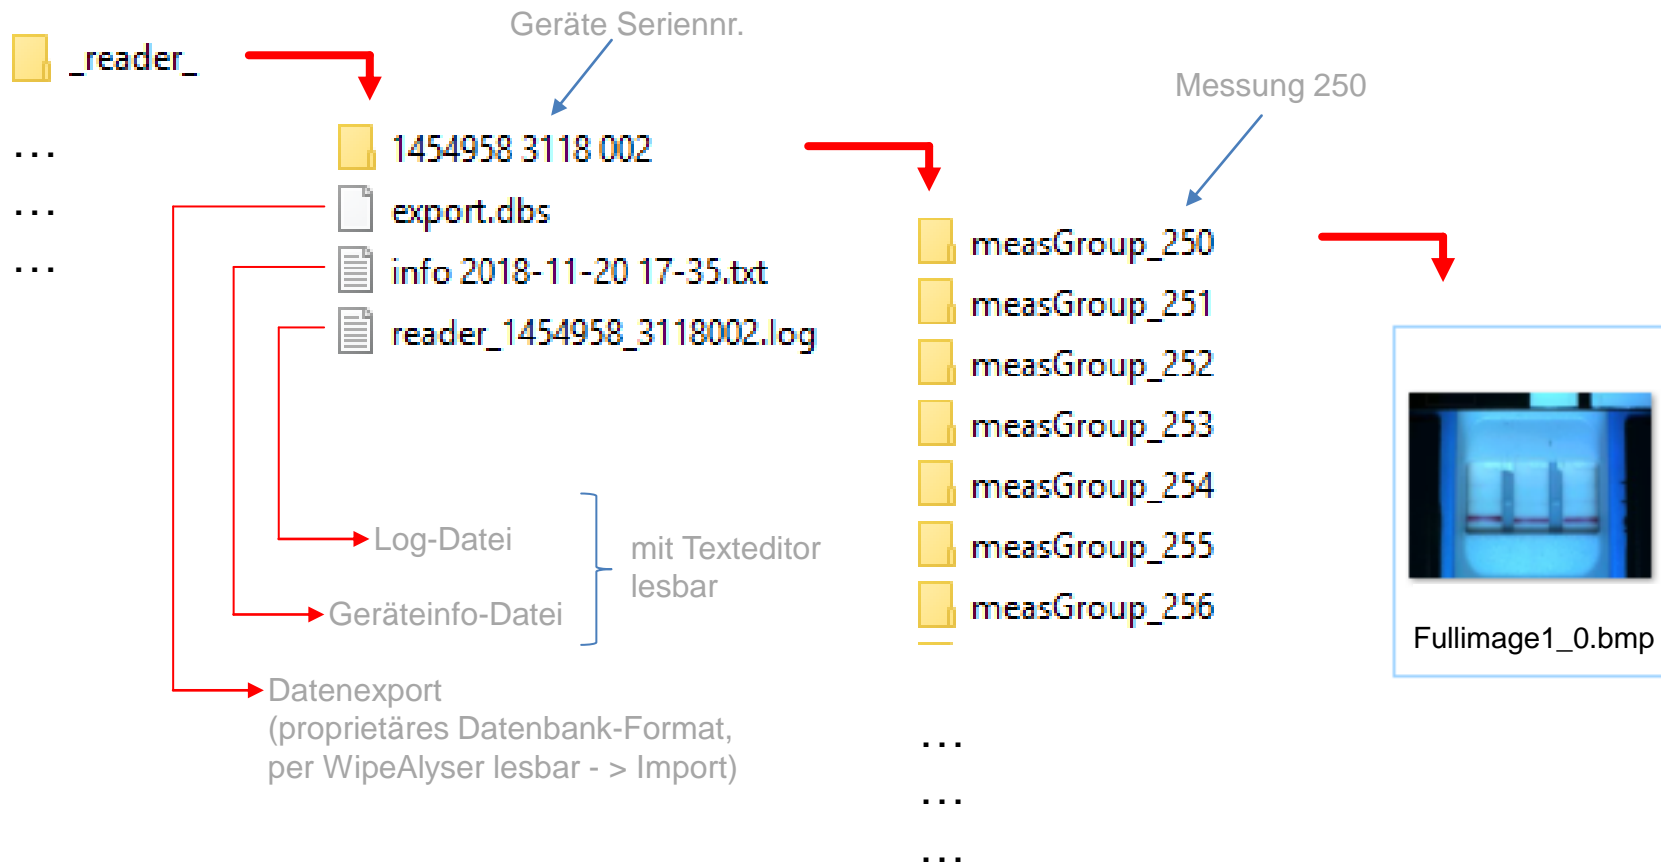 Geräte Seriennr.
_reader_
...
...
...
1454958 3118 002
export.dbs
info 2018-11-20 17-35.txt
reader_1454958_3118002.log
Log-Datei
Geräteinfo-Datei
mit Texteditor
lesbar
Datenexport
(proprietäres Datenbank-Format,
per WipeAlyser lesbar - > Import)
Messung 250
measGroup_250
measGroup_251
measGroup_252
measGroup_253
measGroup_254
measGroup_255
measGroup_256
...
...
...
Fullimage1_0.bmp